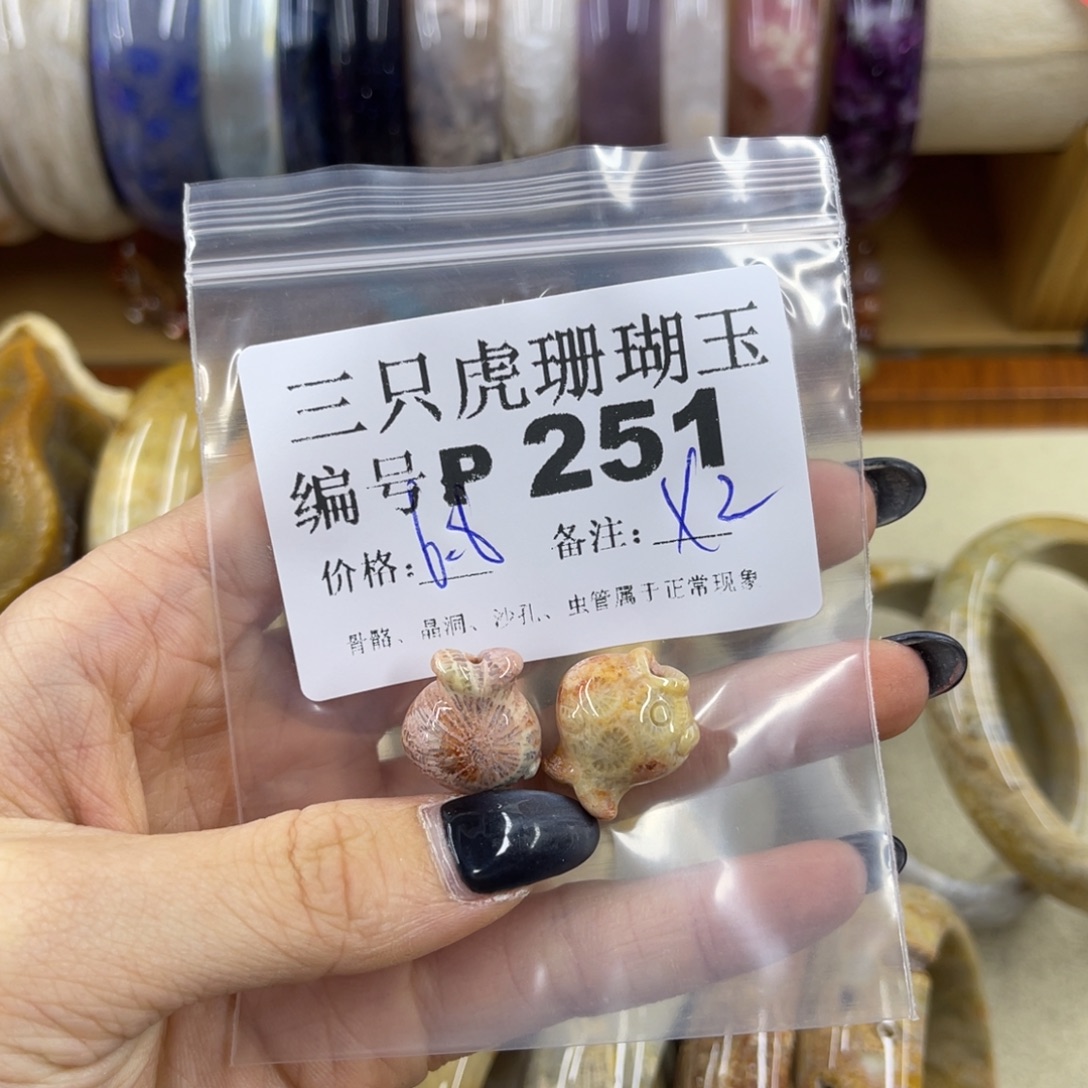 三只虎珊瑚玉
编号P 251
价格:68 备注:X2
骨骼、晶洞、沙孔、虫管属于正常现象